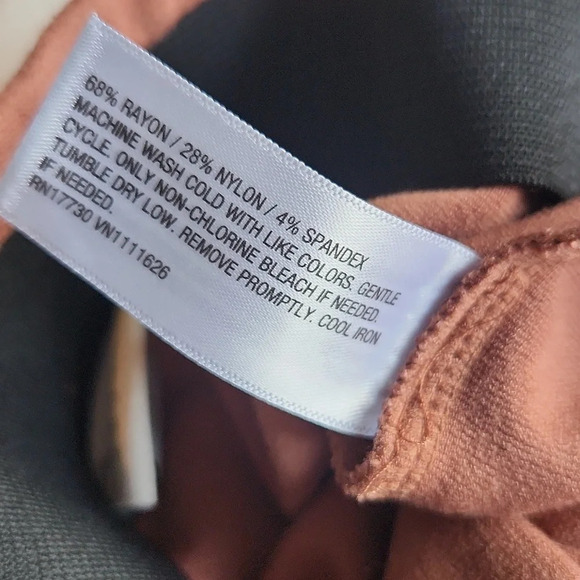 68% RAYON / 28% NYLON / 4% SPANDEX
MACHINE WASH COLD WITH LIKE COLORS. GENTLE
CYCLE. ONLY NON-CHLORINE BLEACH IF NEEDED.
TUMBLE DRY LOW. REMOVE PROMPTLY. COOL IRON
IF NEEDED.
RN17730 VN1111626